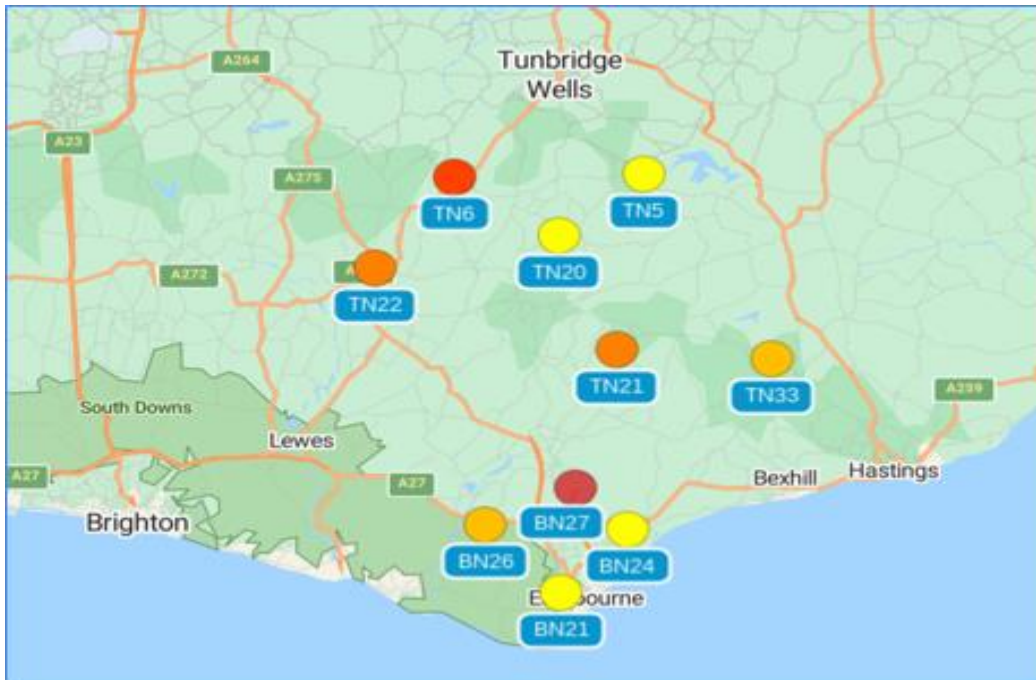 A264
Tunbridge
Wells
A23
A275
TN6
TN5
TN20
A272
TN22
TN21
TN33
A259
South Downs
Lewes
Hastings
Bexhill
A27
A27
Brighton
BN27
BN26
BN24
BN21